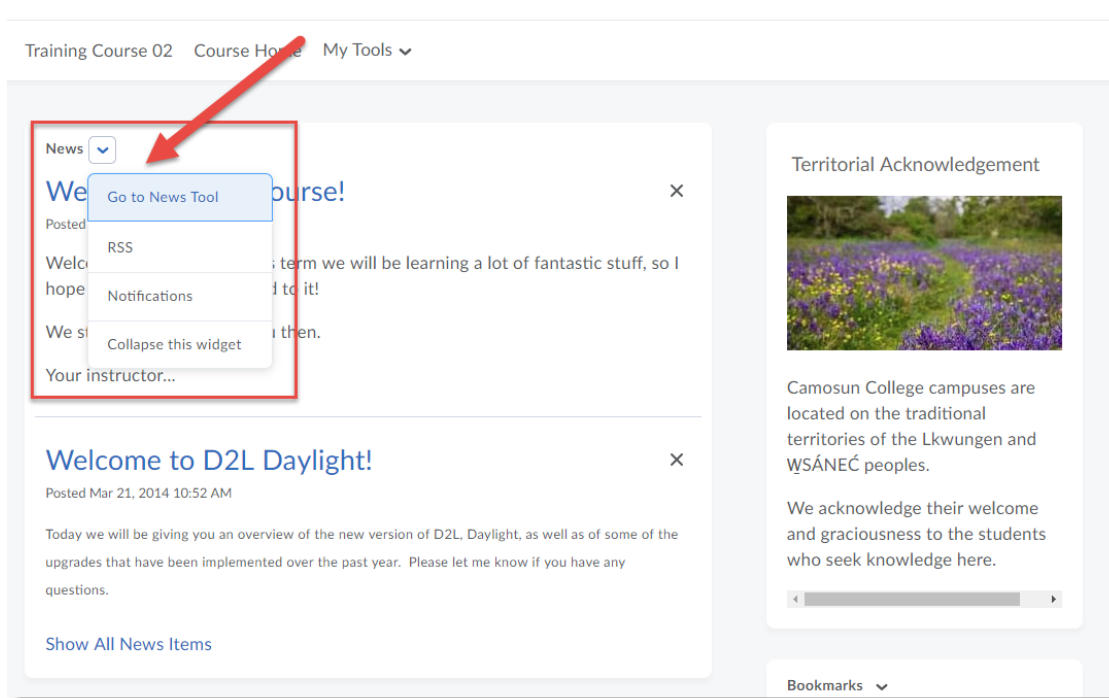 Training Course 02 Course Home My Tools
News
Go to News Tool
RSS
Notifications
Collapse this widget
We ourse!
Posted
term we will be learning a lot of fantastic stuff, so I
hope to it!
We then.
Your instructor...
Welcome to D2L Daylight!
Posted Mar 21, 2014 10:52 AM
Today we will be giving you an overview of the new version of D2L, Daylight, as well as of some of the
upgrades that have been implemented over the past year. Please let me know if you have any
questions.
Show All News Items
Territorial Acknowledgement
Camosun College campuses are
located on the traditional
territories of the Lkwungen and
W̱SÁNEĆ peoples.
We acknowledge their welcome
and graciousness to the students
who seek knowledge here.
Bookmarks